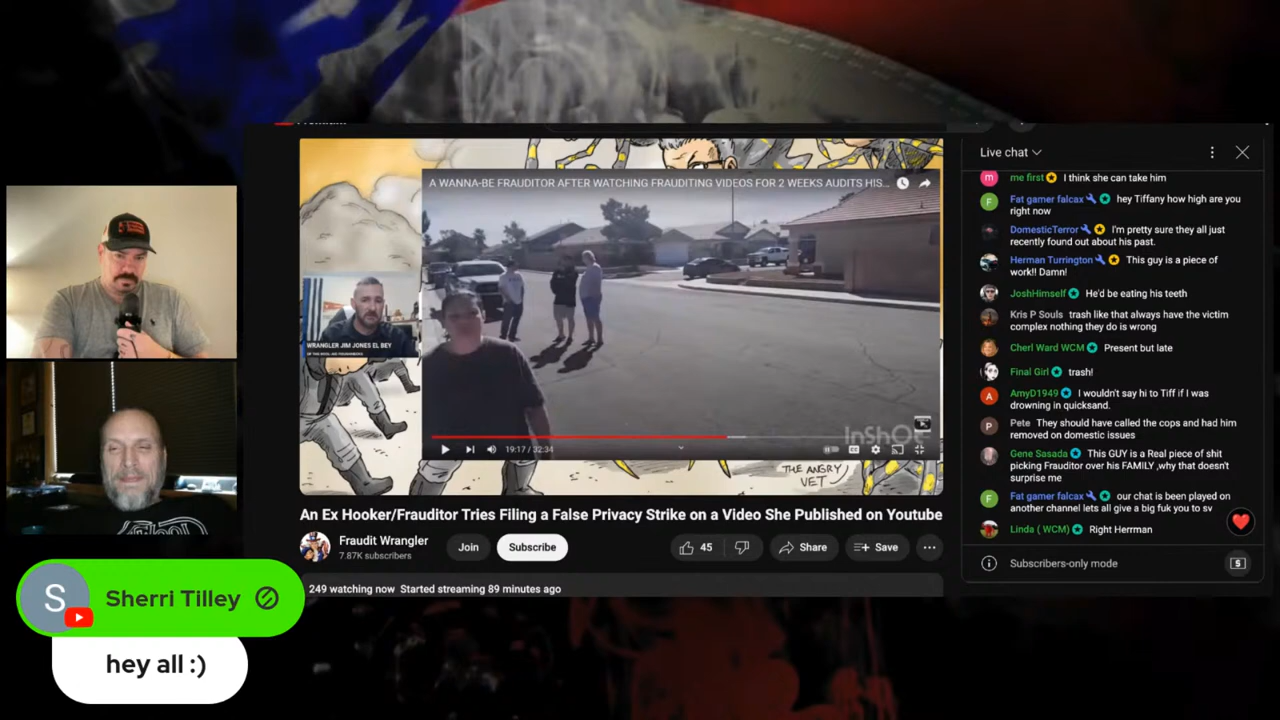 A WANNA-BE FRAUDITOR AFTER WATCHING FRAUDITING VIDEOS FOR 2 WEEKS AUDITS HIS...
WRANGLER JIM JONES EL BEY
InShOt
19:17 / 32:34
THE ANGRY
VET
An Ex Hooker/Frauditor Tries Filing a False Privacy Strike on a Video She Published on Youtube
Fraudit Wrangler
7.87K subscribers
Join
Subscribe
45
Share
Save
249 watching now Started streaming 89 minutes ago
Live chat
me first I think she can take him
Fat gamer falcax hey Tiffany how high are you
right now
DomesticTerror I'm pretty sure they all just
recently found out about his past.
Herman Turrington This guy is a piece of
work!! Damn!
JoshHimself He'd be eating his teeth
Kris P Souls trash like that always have the victim
complex nothing they do is wrong
Cherl Ward WCM Present but late
Final Girl trash!
AmyD1949 I wouldn't say hi to Tiff if I was
drowning in quicksand.
Pete They should have called the cops and had him
removed on domestic issues
Gene Sasada This GUY is a Real piece of shit
picking Frauditor over his FAMILY ,why that doesn't
surprise me
Fat gamer falcax our chat is been played on
another channel lets all give a big fuk you to sv
Linda ( WCM) Right Herrman
Subscribers-only mode
S
Sherri Tilley
hey all :)